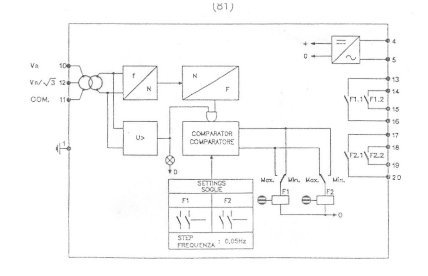 (81)
Va 10
Vn/√3 12
COM. 11
1
f
N
N
F
U>
0
COMPARATOR
COMPARATORE
SETTINGS
SOGLIE
F1 F2
STEP
FREQUENZA : 0,05Hz
+
0
4
5
13
14
F1.1 F1.2
15
16
17
18
F2.1 F2.2
19
20
Max. Min. Max. Min.
F1 F2
0